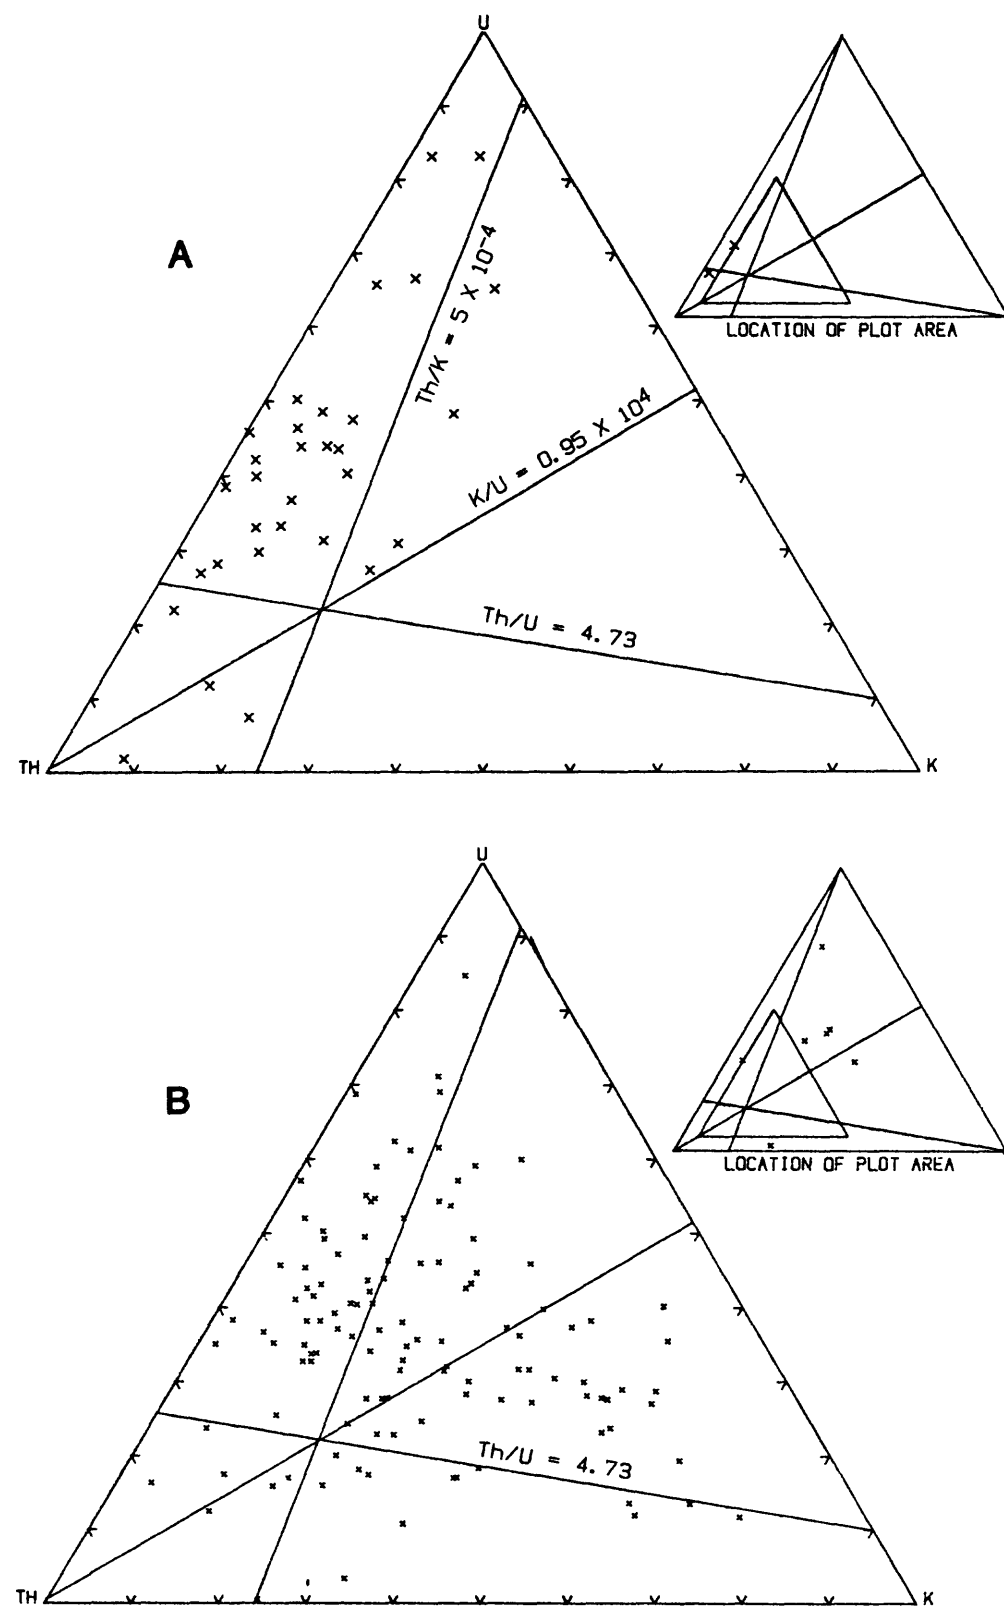 U
A
Th/K = 5 X 10⁻⁴
K/U = 0.95 X 10⁴
Th/U = 4.73
TH
K
LOCATION OF PLOT AREA
U
B
Th/U = 4.73
TH
K
LOCATION OF PLOT AREA